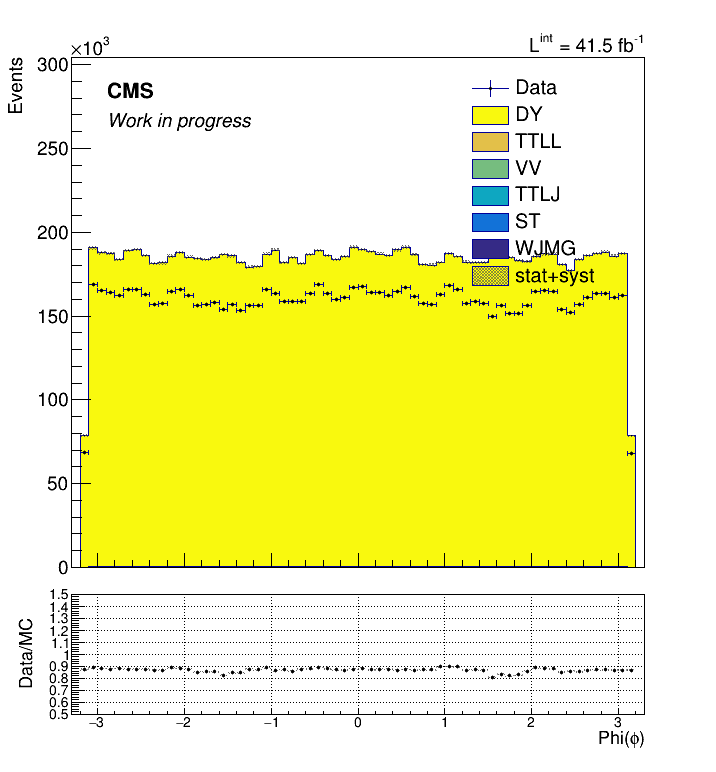 ×10³
L^int = 41.5 fb⁻¹
Events
300
250
200
150
100
50
0
CMS
Work in progress
Data
DY
TTLL
VV
TTLJ
ST
WJMG
stat+syst
Data/MC
1.5
1.4
1.3
1.2
1.1
1
0.9
0.8
0.7
0.6
0.5
−3 −2 −1 0 1 2 3
Phi(ϕ)